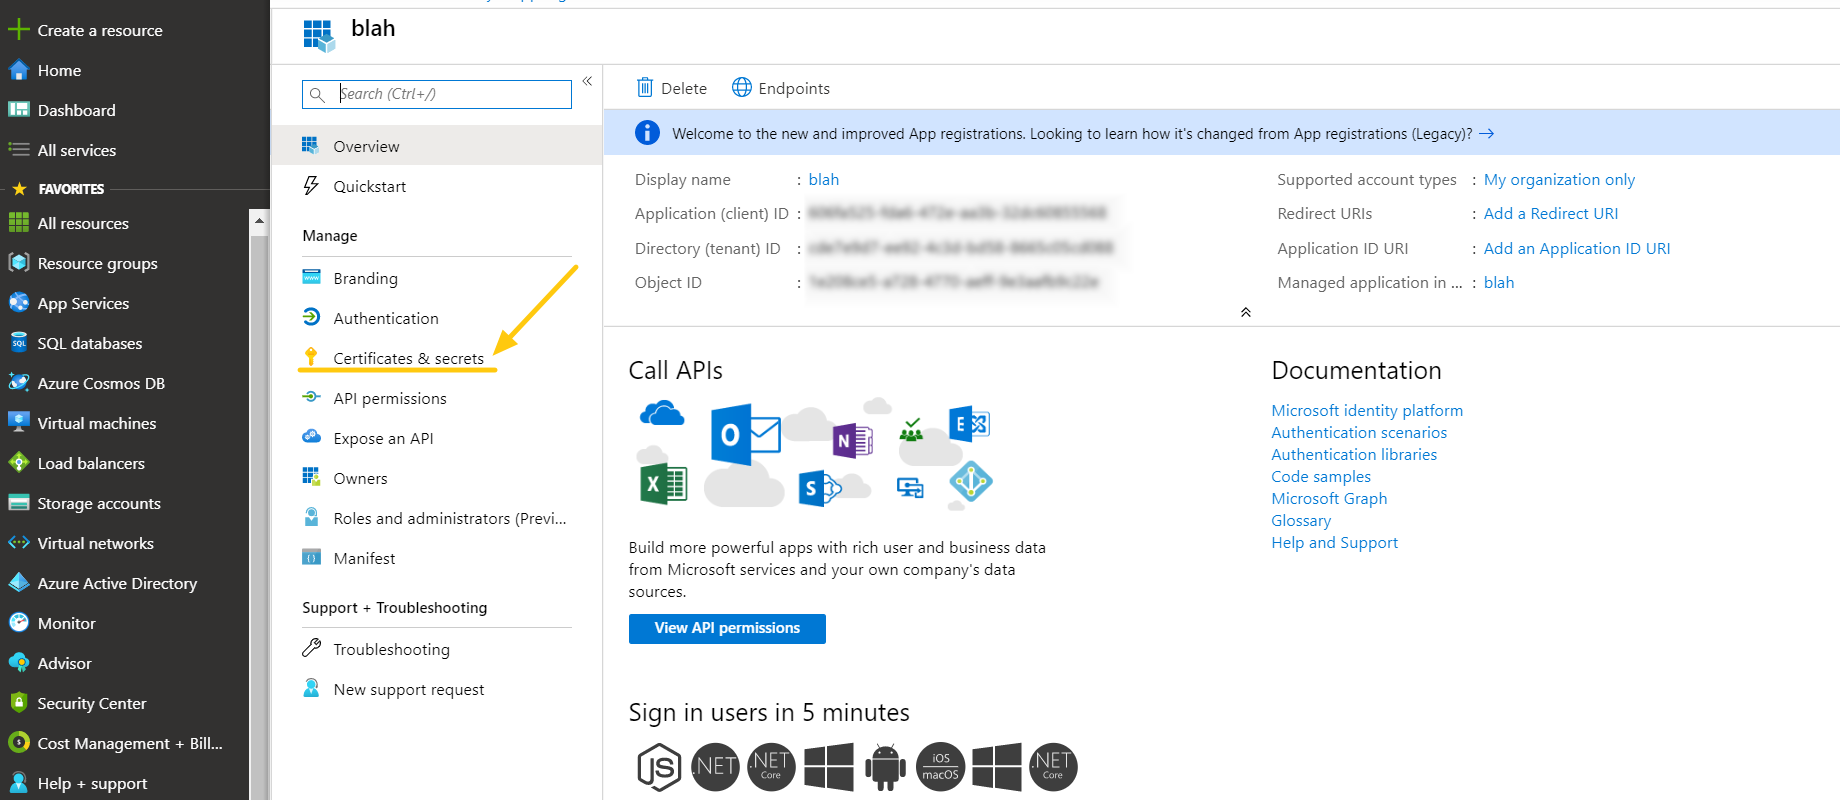 Create a resource
Home
Dashboard
All services
FAVORITES
All resources
Resource groups
App Services
SQL databases
Azure Cosmos DB
Virtual machines
Load balancers
Storage accounts
Virtual networks
Azure Active Directory
Monitor
Advisor
Security Center
Cost Management + Bill...
Help + support
blah
Search (Ctrl+/)
Overview
Quickstart
Manage
Branding
Authentication
Certificates & secrets
API permissions
Expose an API
Owners
Roles and administrators (Previ...
Manifest
Support + Troubleshooting
Troubleshooting
New support request
Delete
Endpoints
Welcome to the new and improved App registrations. Looking to learn how it's changed from App registrations (Legacy)? →
Display name : blah
Application (client) ID :
Directory (tenant) ID :
Object ID :
Supported account types : My organization only
Redirect URIs : Add a Redirect URI
Application ID URI : Add an Application ID URI
Managed application in ... : blah
Call APIs
Build more powerful apps with rich user and business data
from Microsoft services and your own company's data
sources.
View API permissions
Documentation
Microsoft identity platform
Authentication scenarios
Authentication libraries
Code samples
Microsoft Graph
Glossary
Help and Support
Sign in users in 5 minutes
JS
.NET
.NET
Core
iOS
macOS
.NET
Core